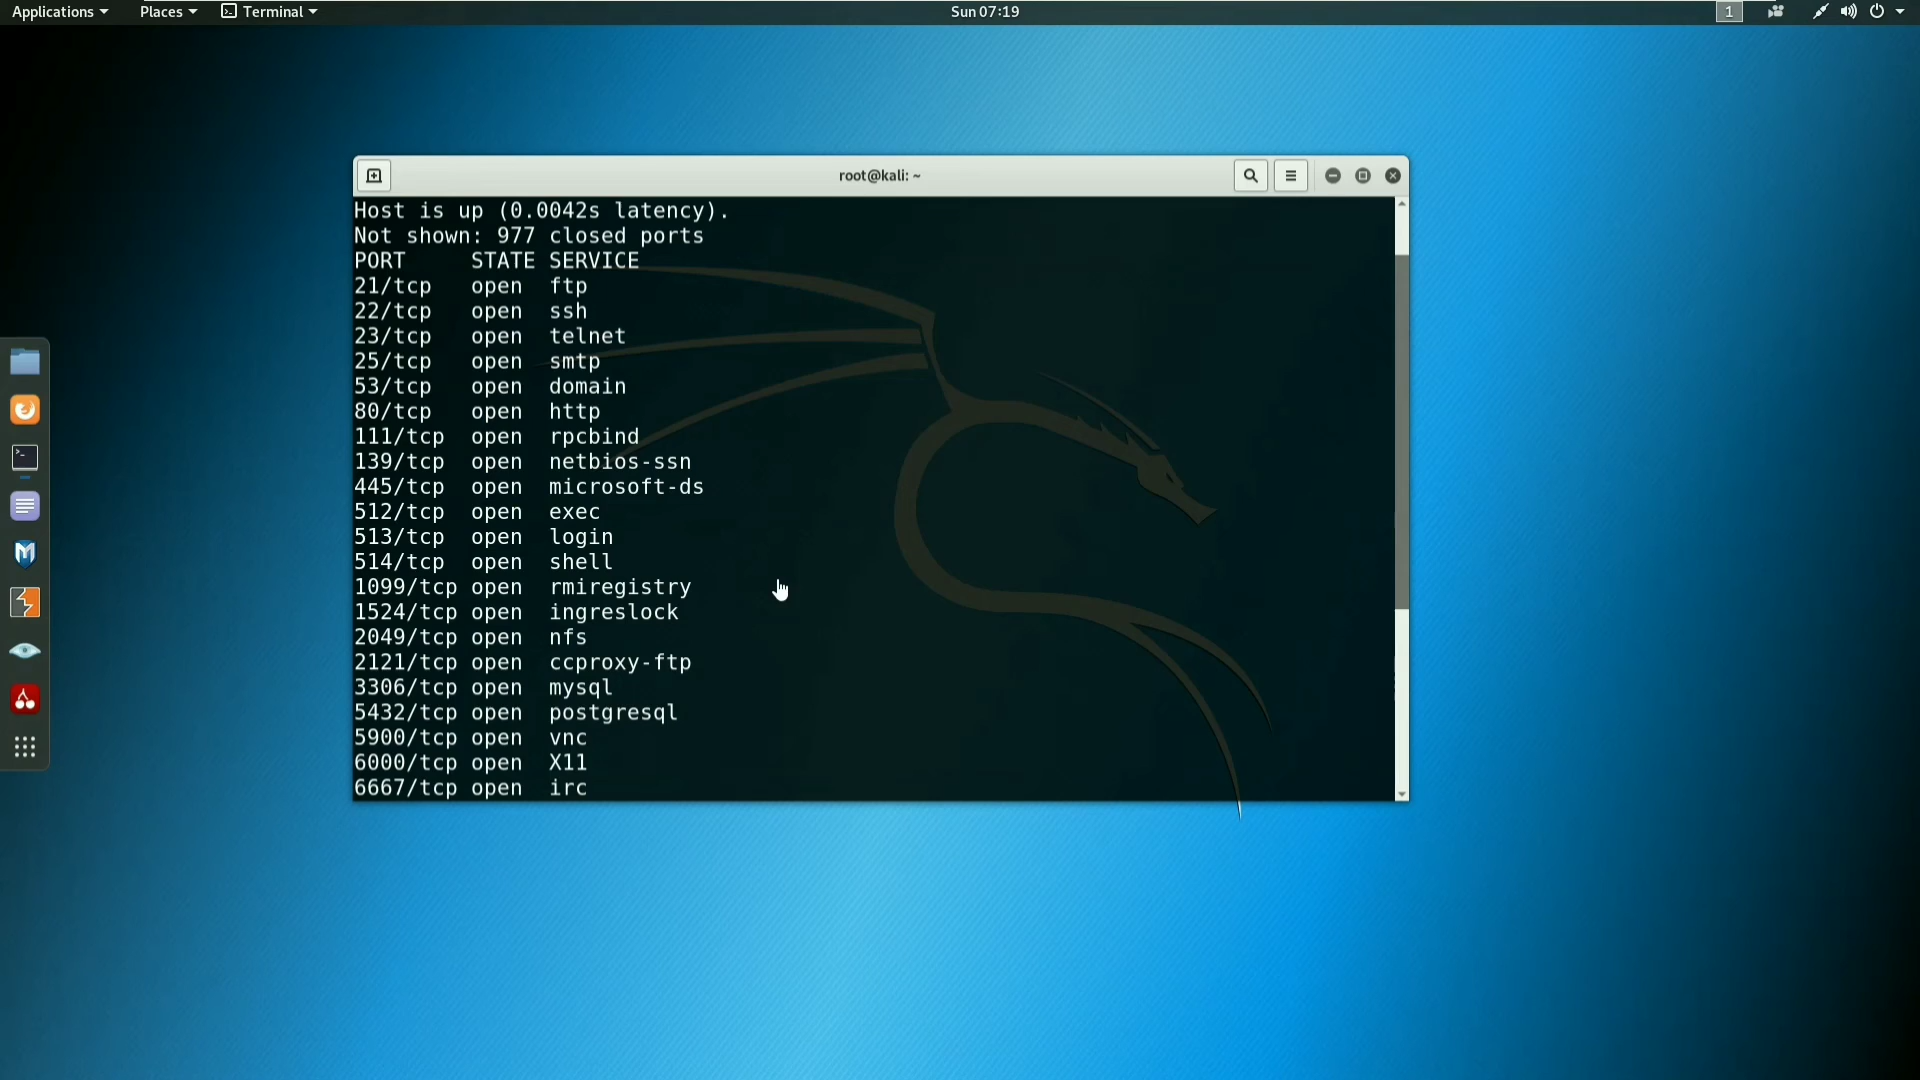 Applications Places Terminal Sun 07:19 1
root@kali: ~
Host is up (0.0042s latency).
Not shown: 977 closed ports
PORT     STATE SERVICE
21/tcp   open  ftp
22/tcp   open  ssh
23/tcp   open  telnet
25/tcp   open  smtp
53/tcp   open  domain
80/tcp   open  http
111/tcp  open  rpcbind
139/tcp  open  netbios-ssn
445/tcp  open  microsoft-ds
512/tcp  open  exec
513/tcp  open  login
514/tcp  open  shell
1099/tcp open  rmiregistry
1524/tcp open  ingreslock
2049/tcp open  nfs
2121/tcp open  ccproxy-ftp
3306/tcp open  mysql
5432/tcp open  postgresql
5900/tcp open  vnc
6000/tcp open  X11
6667/tcp open  irc